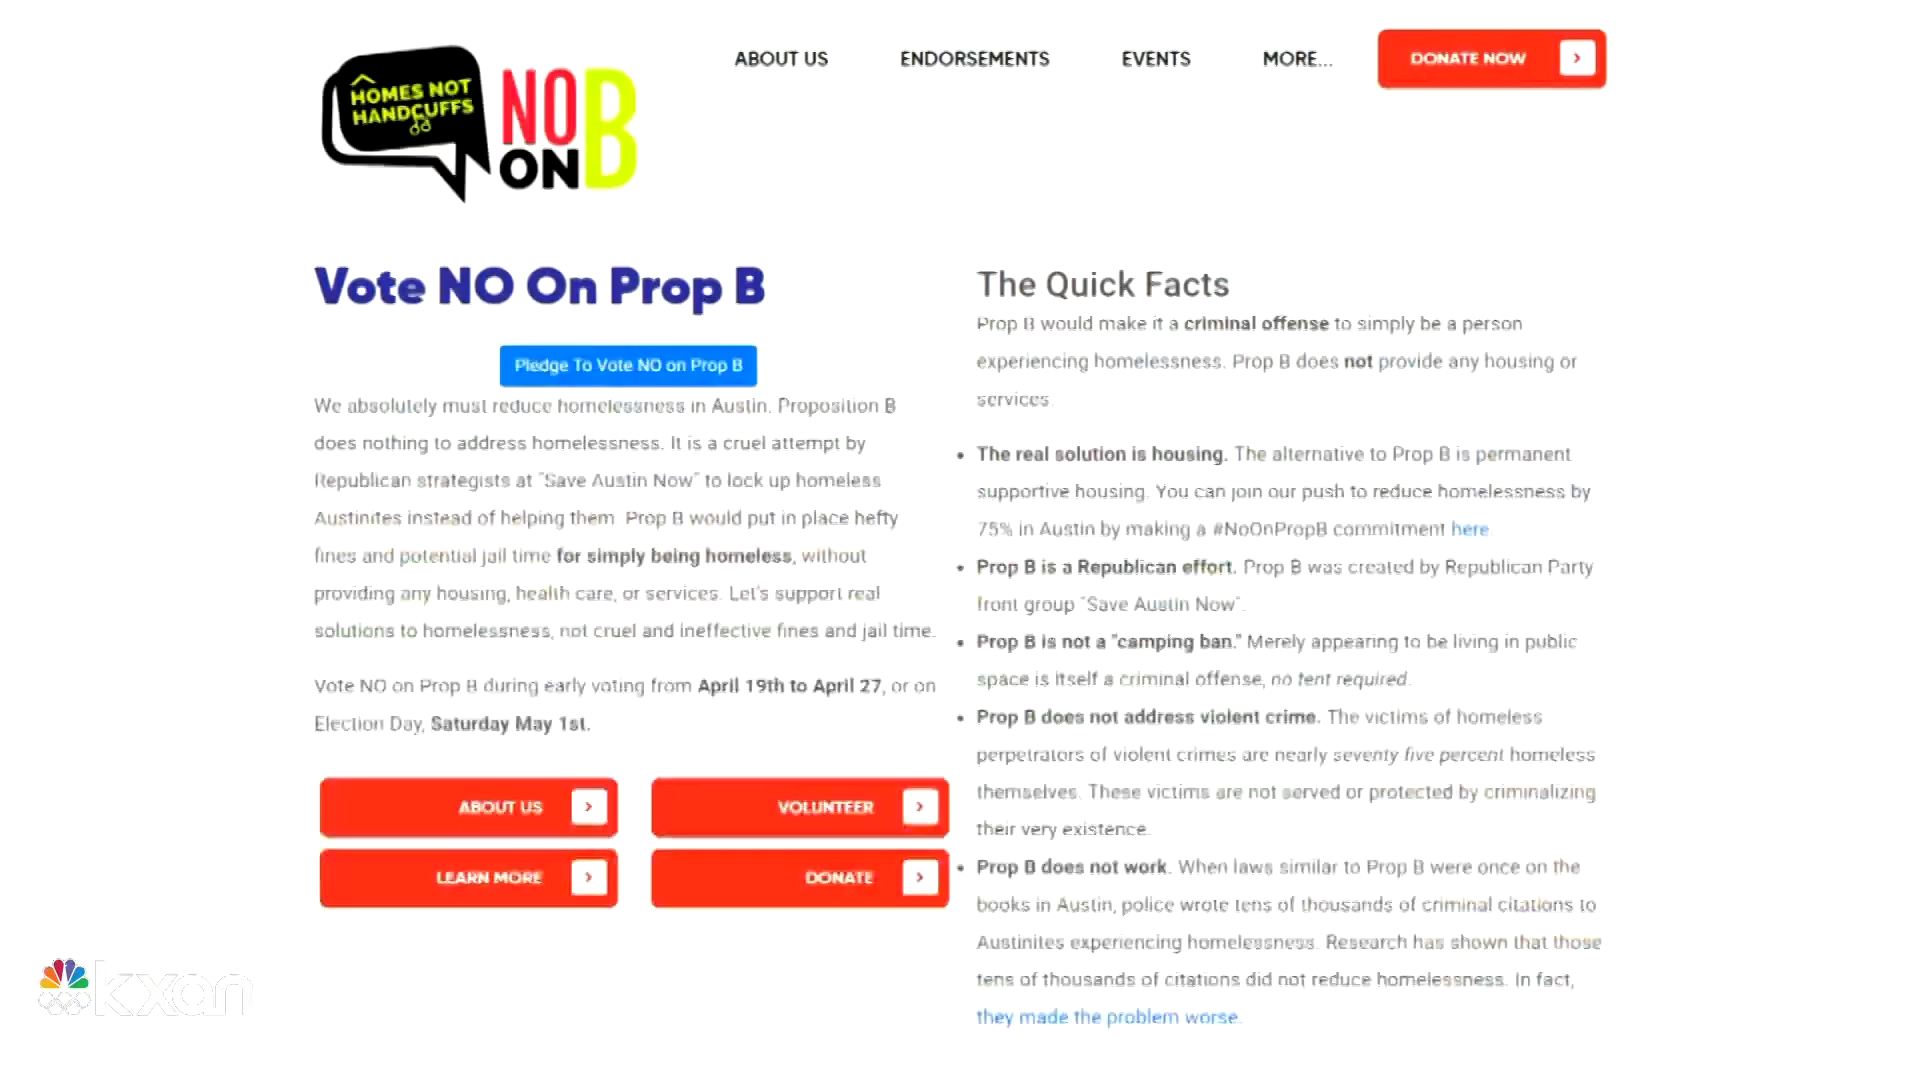 HOMES NOT
HANDCUFFS
NO
ON
B
ABOUT US
ENDORSEMENTS
EVENTS
MORE...
DONATE NOW
Vote NO On Prop B
Pledge To Vote NO on Prop B
We absolutely must reduce homelessness in Austin. Proposition B
does nothing to address homelessness. It is a cruel attempt by
Republican strategists at "Save Austin Now" to lock up homeless
Austinites instead of helping them. Prop B would put in place hefty
fines and potential jail time for simply being homeless, without
providing any housing, health care, or services. Let's support real
solutions to homelessness, not cruel and ineffective fines and jail time.
Vote NO on Prop B during early voting from April 19th to April 27, or on
Election Day, Saturday May 1st.
ABOUT US
VOLUNTEER
LEARN MORE
DONATE
The Quick Facts
Prop B would make it a criminal offense to simply be a person
experiencing homelessness. Prop B does not provide any housing or
services.
• The real solution is housing. The alternative to Prop B is permanent
supportive housing. You can join our push to reduce homelessness by
75% in Austin by making a #NoOnPropB commitment here.
• Prop B is a Republican effort. Prop B was created by Republican Party
front group "Save Austin Now".
• Prop B is not a "camping ban." Merely appearing to be living in public
space is itself a criminal offense, no tent required.
• Prop B does not address violent crime. The victims of homeless
perpetrators of violent crimes are nearly seventy five percent homeless
themselves. These victims are not served or protected by criminalizing
their very existence.
• Prop B does not work. When laws similar to Prop B were once on the
books in Austin, police wrote tens of thousands of criminal citations to
Austinites experiencing homelessness. Research has shown that those
tens of thousands of citations did not reduce homelessness. In fact,
they made the problem worse.
kxan